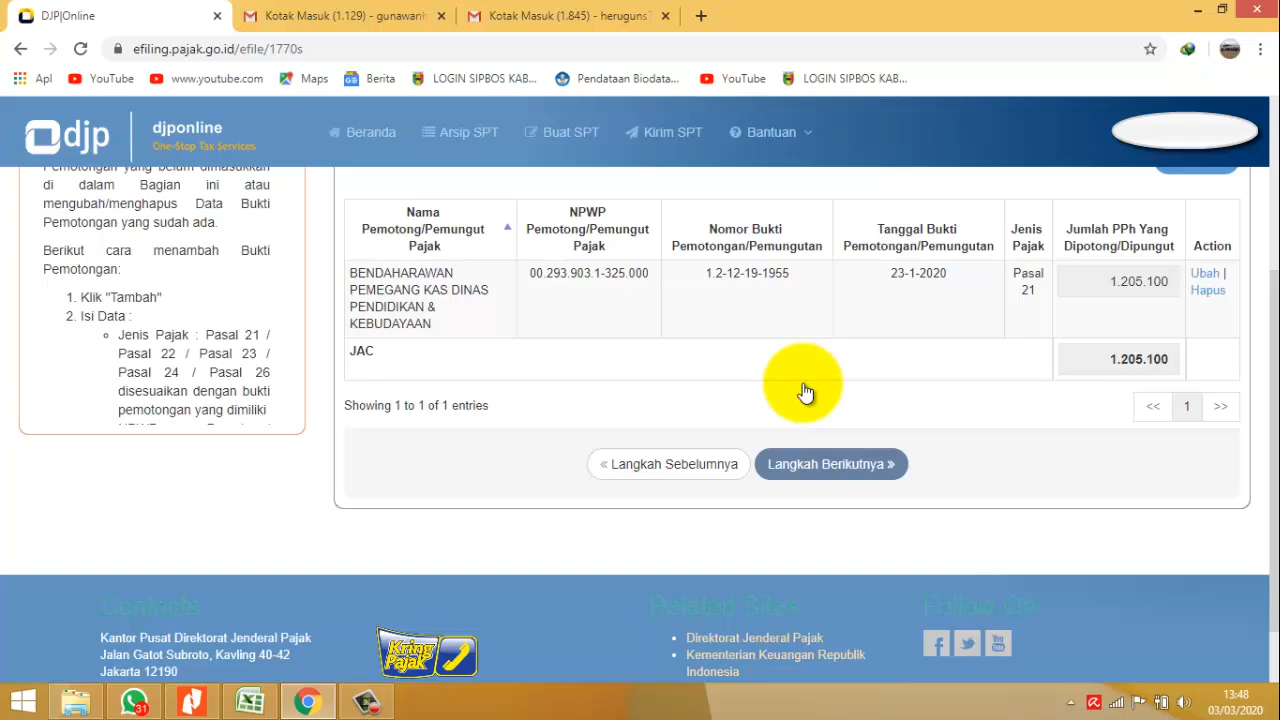 DJP|Online
Kotak Masuk (1.129) - gunawanh
Kotak Masuk (1.845) - heruguns
efiling.pajak.go.id/efile/1770s
Apl
YouTube
www.youtube.com
Maps
Berita
LOGIN SIPBOS KAB...
Pendataan Biodata...
YouTube
LOGIN SIPBOS KAB...
djp
djponline
One-Stop Tax Services
Beranda
Arsip SPT
Buat SPT
Kirim SPT
Bantuan
Pemotongan yang belum dimasukkan
di dalam Bagian ini atau
mengubah/menghapus Data Bukti
Pemotongan yang sudah ada.
Berikut cara menambah Bukti
Pemotongan:
1. Klik "Tambah"
2. Isi Data :
Jenis Pajak : Pasal 21 /
Pasal 22 / Pasal 23 /
Pasal 24 / Pasal 26
disesuaikan dengan bukti
pemotongan yang dimiliki
Nama
Pemotong/Pemungut
Pajak
NPWP
Pemotong/Pemungut
Pajak
Nomor Bukti
Pemotongan/Pemungutan
Tanggal Bukti
Pemotongan/Pemungutan
Jenis
Pajak
Jumlah PPh Yang
Dipotong/Dipungut
Action
BENDAHARAWAN
PEMEGANG KAS DINAS
PENDIDIKAN &
KEBUDAYAAN
00.293.903.1-325.000
1.2-12-19-1955
23-1-2020
Pasal
21
1.205.100
Ubah |
Hapus
JAC
1.205.100
Showing 1 to 1 of 1 entries
<<
1
>>
« Langkah Sebelumnya
Langkah Berikutnya »
Contacts
Related Sites
Follow On
Kantor Pusat Direktorat Jenderal Pajak
Jalan Gatot Subroto, Kavling 40-42
Jakarta 12190
Kring
Pajak
Direktorat Jenderal Pajak
Kementerian Keuangan Republik
Indonesia
You
Tube
31
13:48
03/03/2020